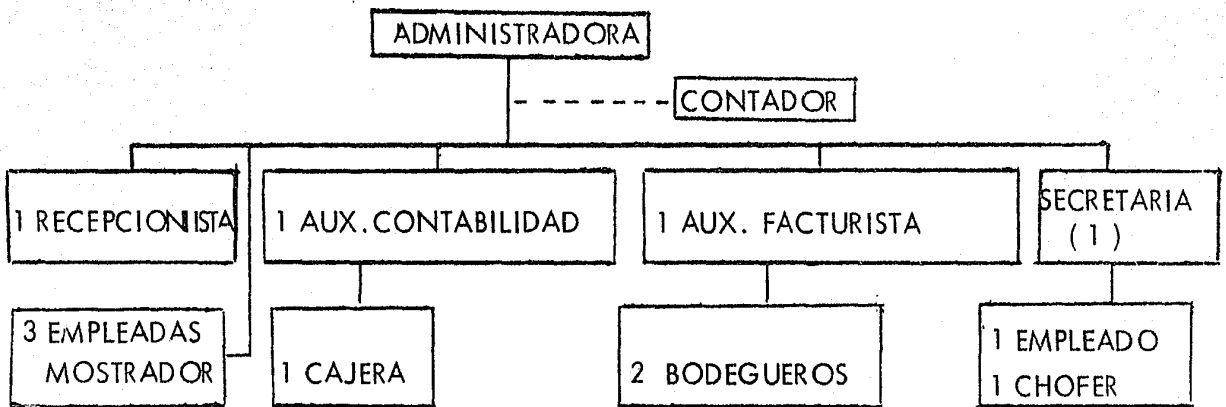 ADMINISTRADORA
CONTADOR
1 RECEPCIONISTA
1 AUX. CONTABILIDAD
1 AUX. FACTURISTA
SECRETARIA
( 1 )
3 EMPLEADAS
MOSTRADOR
1 CAJERA
2 BODEGUEROS
1 EMPLEADO
1 CHOFER